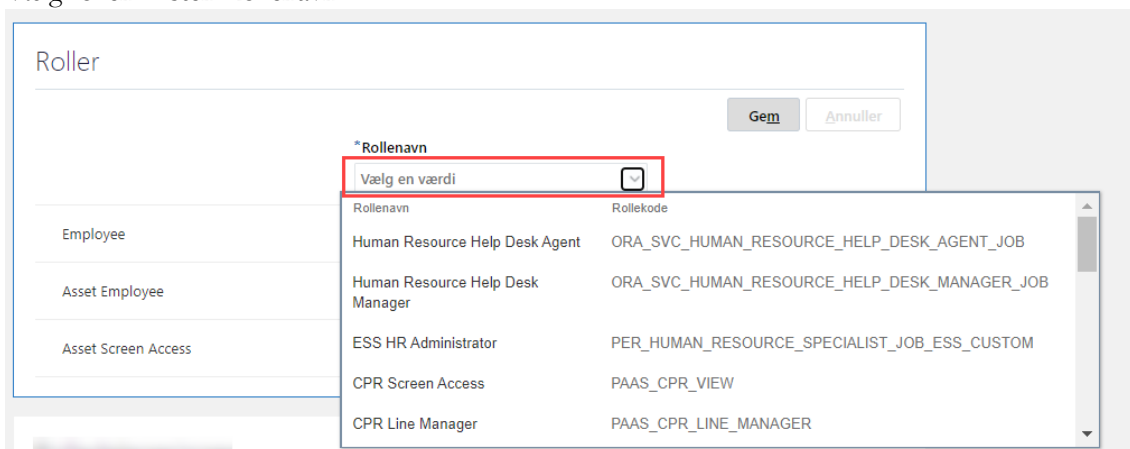 Roller
Gem Annuller
*Rollenavn
Vælg en værdi
Rollenavn Rollekode
Employee
Human Resource Help Desk Agent ORA_SVC_HUMAN_RESOURCE_HELP_DESK_AGENT_JOB
Asset Employee
Human Resource Help Desk Manager ORA_SVC_HUMAN_RESOURCE_HELP_DESK_MANAGER_JOB
Asset Screen Access
ESS HR Administrator PER_HUMAN_RESOURCE_SPECIALIST_JOB_ESS_CUSTOM
CPR Screen Access PAAS_CPR_VIEW
CPR Line Manager PAAS_CPR_LINE_MANAGER